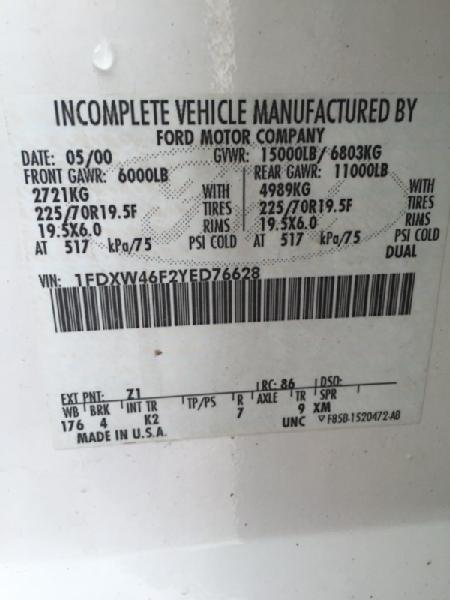 INCOMPLETE VEHICLE MANUFACTURED BY
FORD MOTOR COMPANY
DATE: 05/00 GVWR: 15000LB/ 6803KG
FRONT GAWR: 6000LB REAR GAWR: 11000LB
2721KG WITH 4989KG WITH
225/70R19.5F TIRES 225/70R19.5F TIRES
19.5X6.0 RIMS 19.5X6.0 RIMS
AT 517 kPa/75 PSI COLD AT 517 kPa/75 PSI COLD
DUAL
VIN: 1FDXW46F2YED76628
EXT PNT: Z1 RC: 86 DSO:
WB BRK INT TR TP/PS R AXLE TR SPR
176 4 K2 7 9 XM
MADE IN U.S.A. UNC F85B-1520472-AB